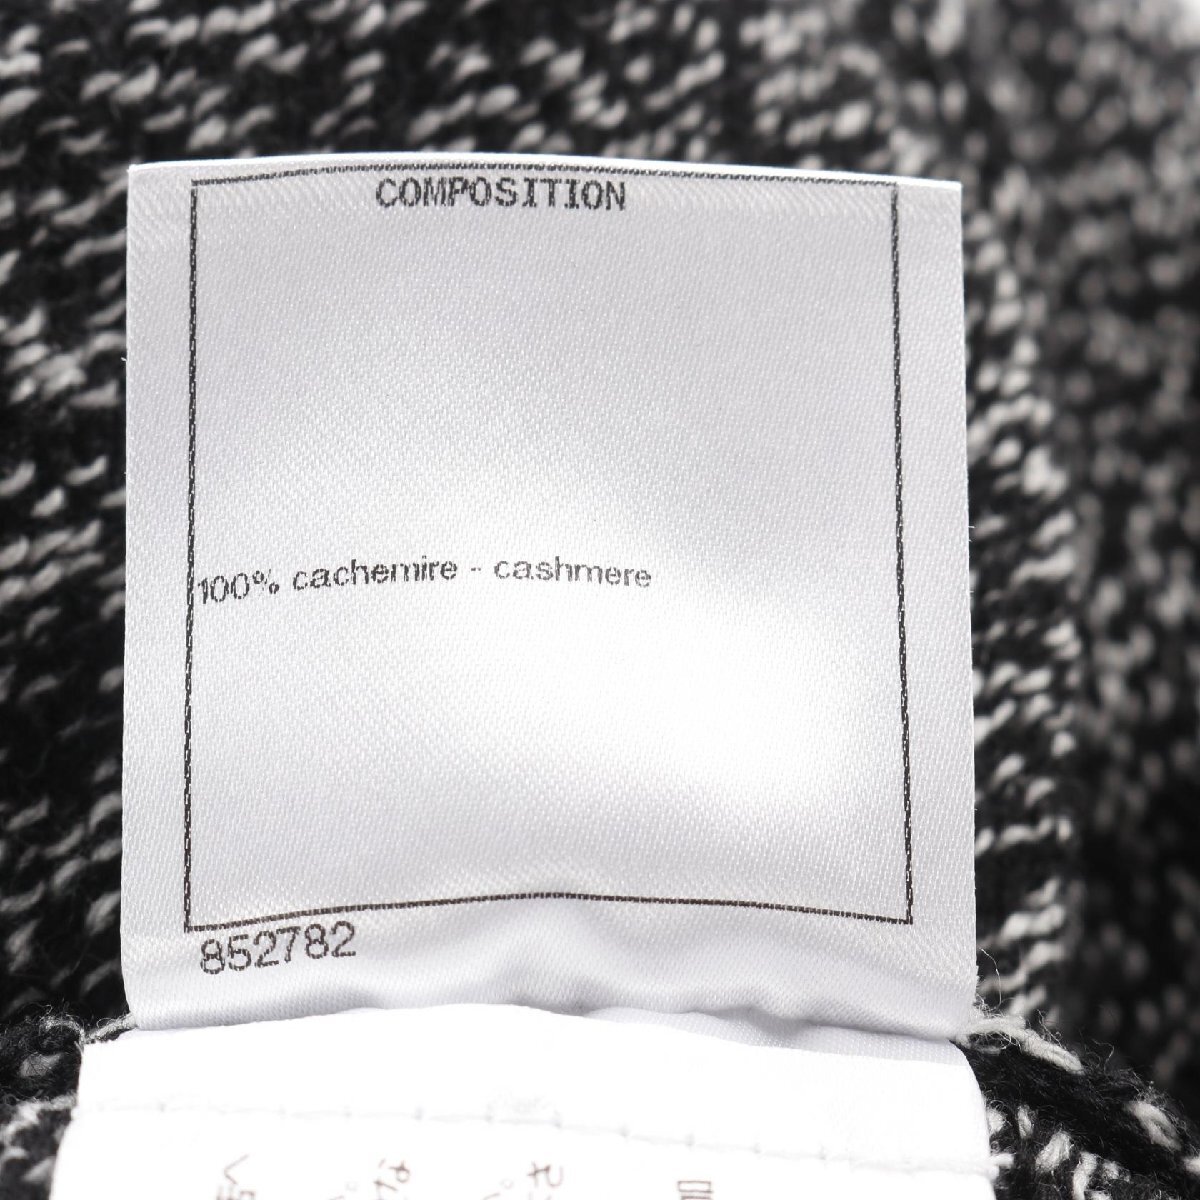 COMPOSITION
100% cachemire - cashmere
852782